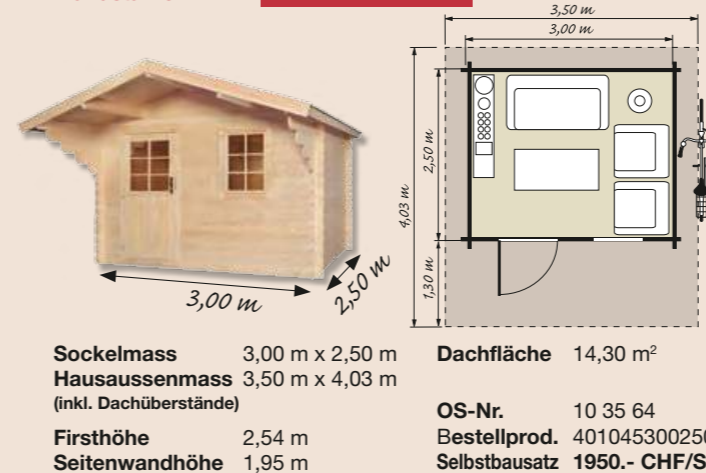 3,50 m
3,00 m
2,50 m
4,03 m
1,30 m
3,00 m
2,50 m
Sockelmass 3,00 m x 2,50 m
Hausaussenmass 3,50 m x 4,03 m
(inkl. Dachüberstände)
Firsthöhe 2,54 m
Seitenwandhöhe 1,95 m
Dachfläche 14,30 m²
OS-Nr. 10 35 64
Bestellprod. 401045300250
Selbstbausatz 1950.- CHF/S